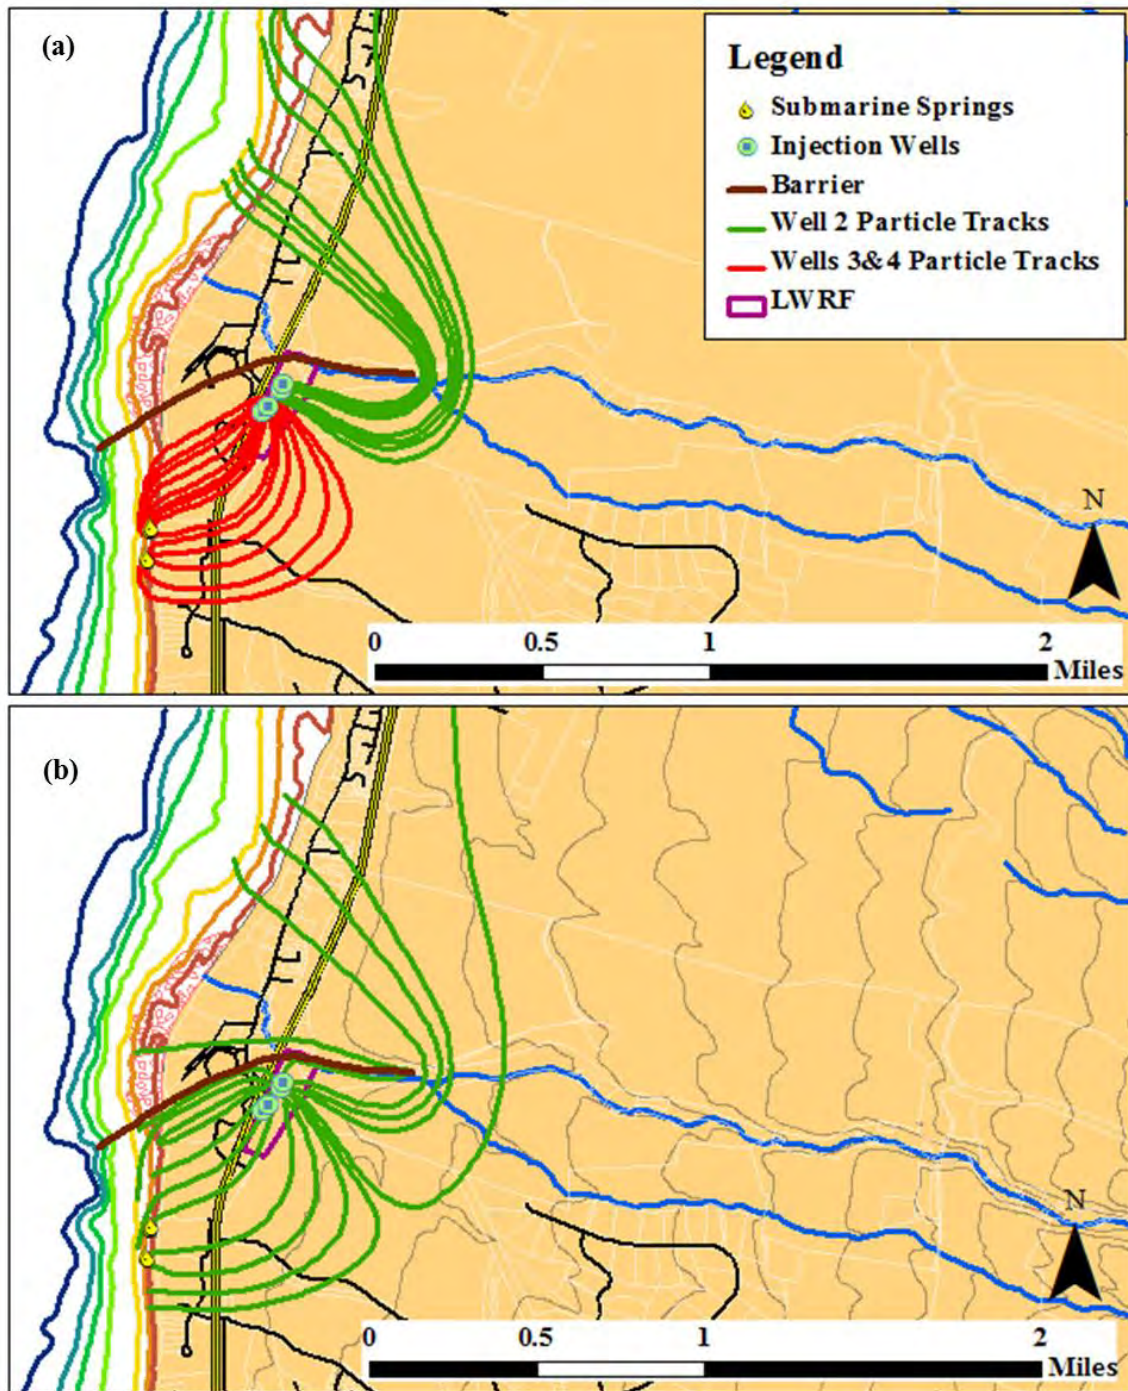 (a)
Legend
Submarine Springs
Injection Wells
Barrier
Well 2 Particle Tracks
Wells 3&4 Particle Tracks
LWRF
N
0 0.5 1 2
Miles
(b)
N
0 0.5 1 2
Miles